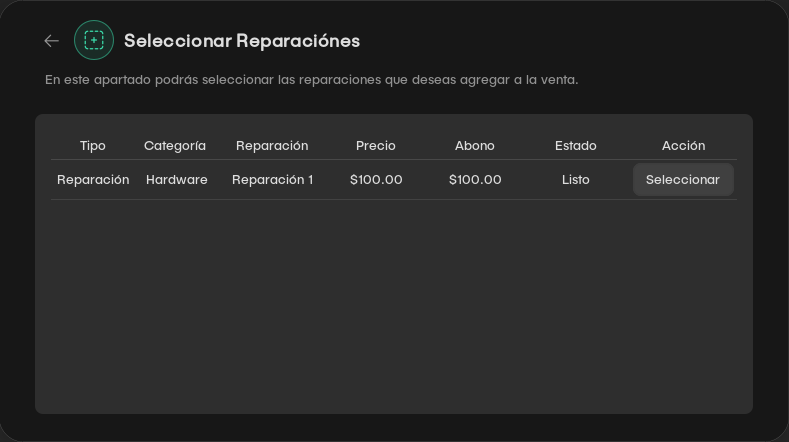 Seleccionar Reparaciónes
En este apartado podrás seleccionar las reparaciones que deseas agregar a la venta.
Tipo Categoría Reparación Precio Abono Estado Acción
Reparación Hardware Reparación 1 $100.00 $100.00 Listo Seleccionar